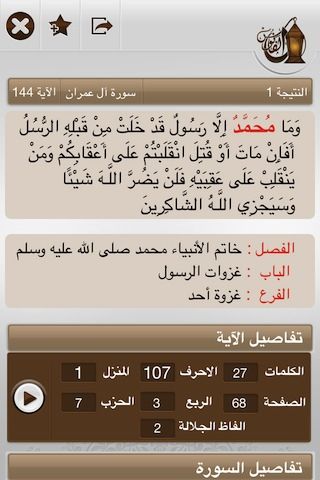 النتيجة 1 سورة آل عمران الآية 144
وَمَا مُحَمَّدٌ إِلَّا رَسُولٌ قَدْ خَلَتْ مِنْ قَبْلِهِ الرُّسُلُ
أَفَإِنْ مَاتَ أَوْ قُتِلَ انْقَلَبْتُمْ عَلَى أَعْقَابِكُمْ وَمَنْ
يَنْقَلِبْ عَلَى عَقِبَيْهِ فَلَنْ يَضُرَّ اللَّهَ شَيْئًا
وَسَيَجْزِي اللَّهُ الشَّاكِرِينَ
الفصل : خاتم الأنبياء محمد صلى الله عليه وسلم
الباب : غزوات الرسول
الفرع : غزوة أحد
تفاصيل الآية
الكلمات 27 الاحرف 107 المنزل 1
الصفحة 68 الربع 3 الحزب 7
الفاظ الجلالة 2
تفاصيل السورة